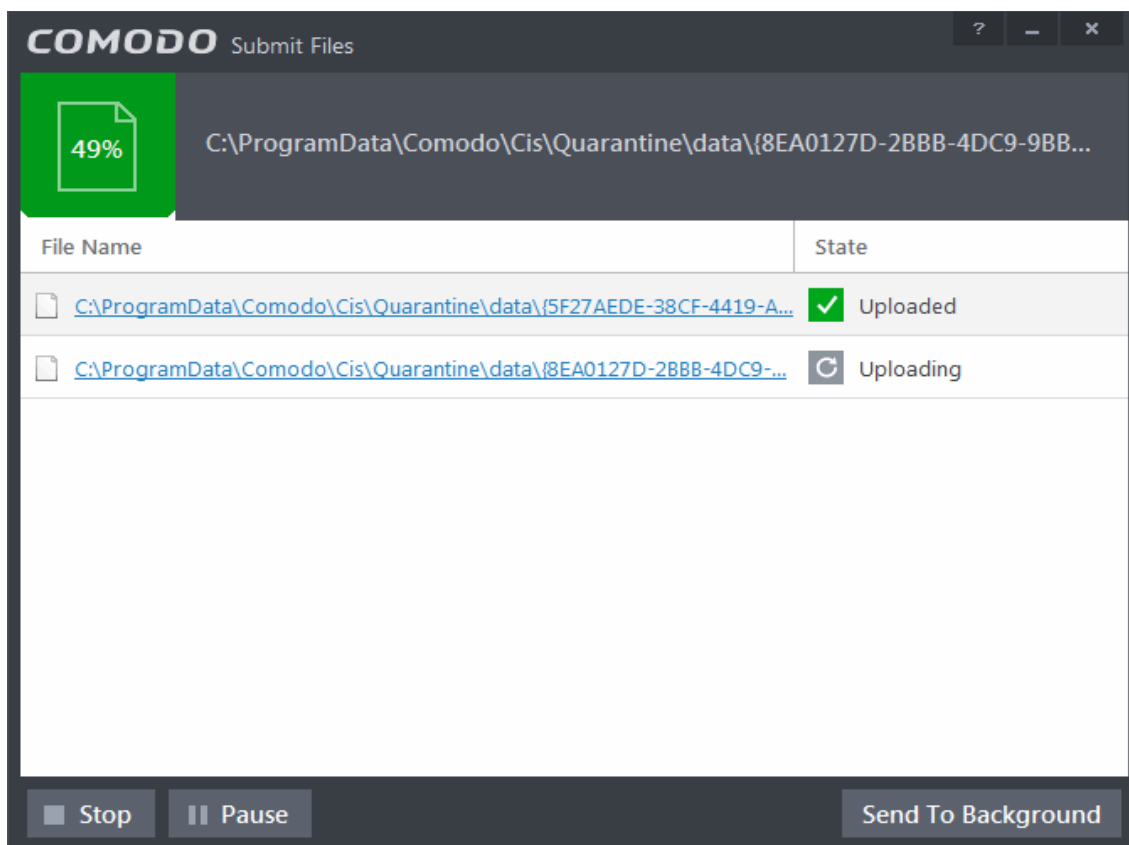 COMODO Submit Files
? _ ×
49%
C:\ProgramData\Comodo\Cis\Quarantine\data\{8EA0127D-2BBB-4DC9-9BB...
File Name State
C:\ProgramData\Comodo\Cis\Quarantine\data\{5F27AEDE-38CF-4419-A... Uploaded
C:\ProgramData\Comodo\Cis\Quarantine\data\{8EA0127D-2BBB-4DC9-... Uploading
Stop Pause Send To Background